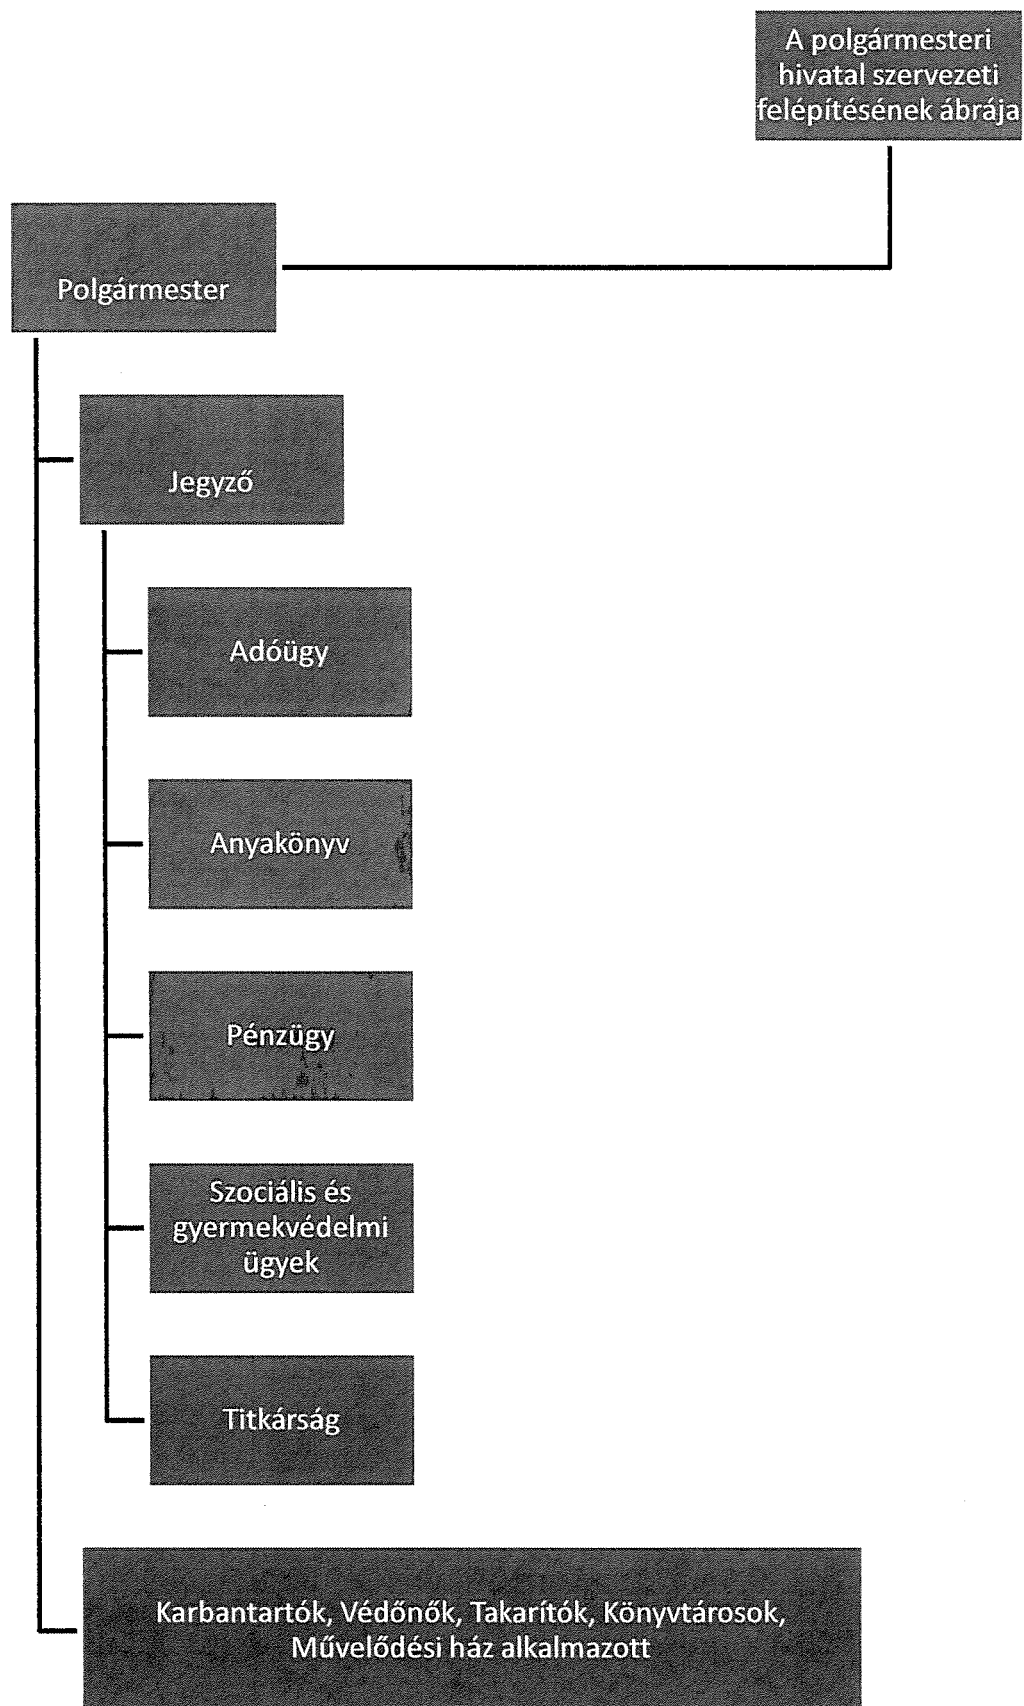 A polgármesteri
hivatal szervezeti
felépítésének ábrája
Polgármester
Jegyző
Adóügy
Anyakönyv
Pénzügy
Szociális és
gyermekvédelmi
ügyek
Titkárság
Karbantartók, Védőnők, Takarítók, Könyvtárosok,
Művelődési ház alkalmazott